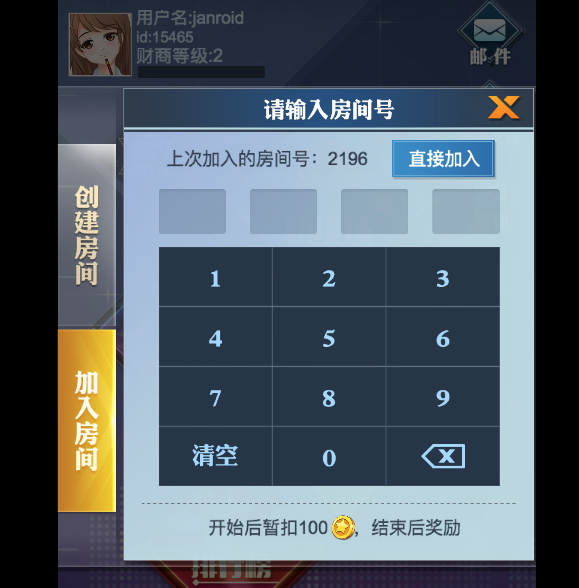 用户名:janroid
id:15465
财商等级:2
邮件
请输入房间号
上次加入的房间号：2196
直接加入
创建房间
加入房间
1 2 3
4 5 6
7 8 9
清空 0
开始后暂扣100，结束后奖励
排行榜